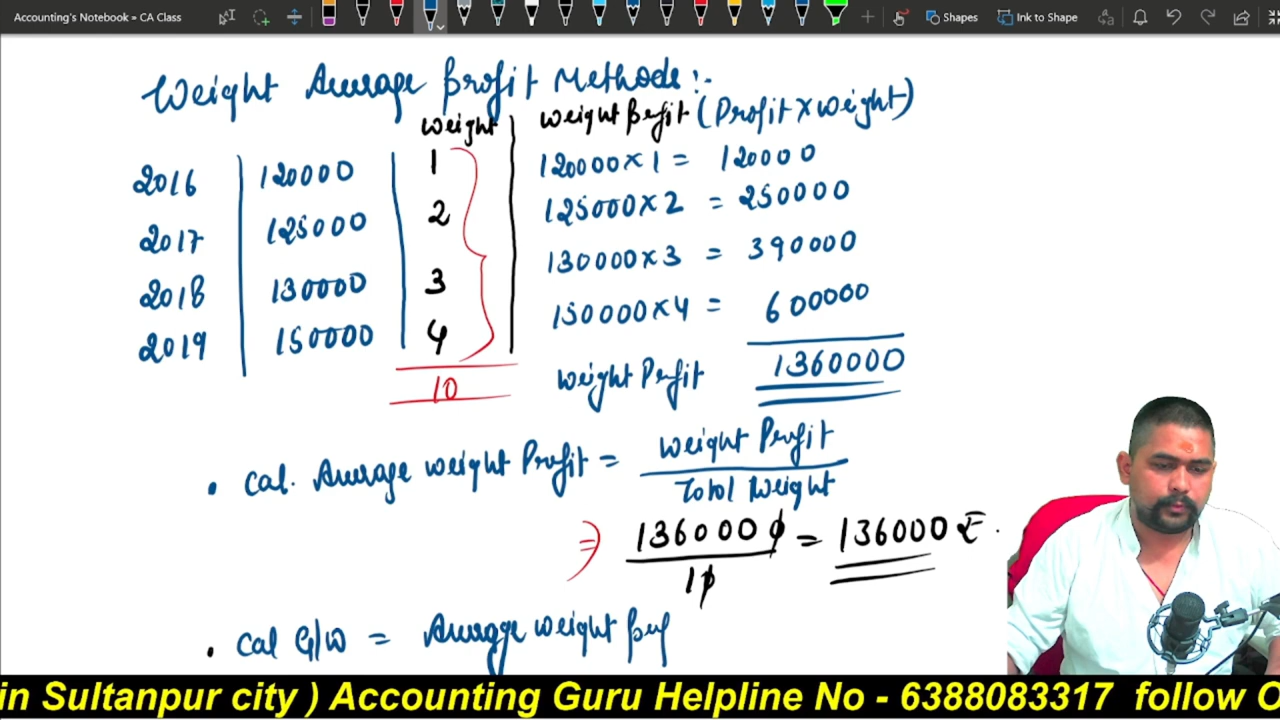 Accounting's Notebook » CA Class
Shapes
Ink to Shape
Weight Average Profit Methode:-
weight | weight Profit (Profit x weight)
2016 | 120000 | 1 | 120000 x 1 = 120000
2017 | 125000 | 2 | 125000 x 2 = 250000
2018 | 130000 | 3 | 130000 x 3 = 390000
2019 | 150000 | 4 | 150000 x 4 = 600000
10 weight Profit 1360000
• Cal. Average weight Profit = weight Profit
Total weight
⇒ 1360000 = 136000 ₹.
10
• Cal G/W = Average weight Prof
in Sultanpur city ) Accounting Guru Helpline No - 6388083317 follow O